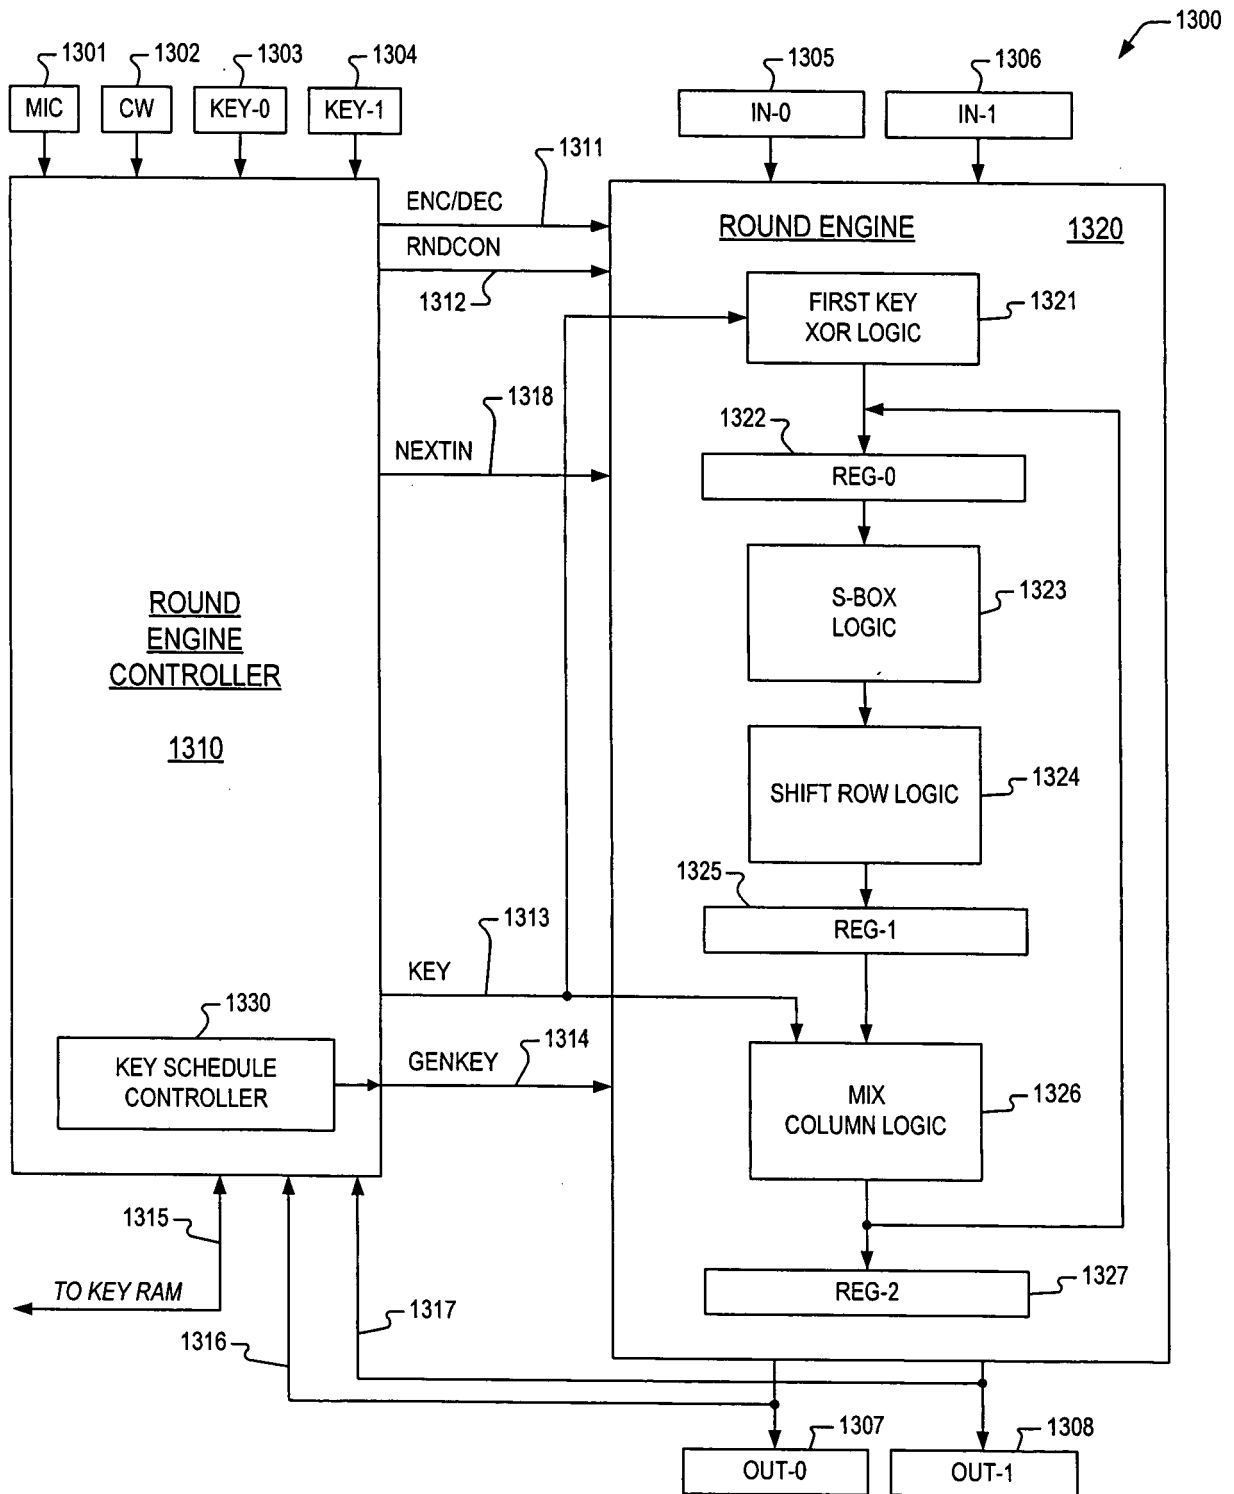 1300
1301
1302
1303
1304
1305
1306
MIC
CW
KEY-0
KEY-1
IN-0
IN-1
1311
ENC/DEC
RNDCON
1312
ROUND ENGINE
1320
FIRST KEY
XOR LOGIC
1321
1318
NEXTIN
1322
REG-0
S-BOX
LOGIC
1323
ROUND
ENGINE
CONTROLLER
1310
SHIFT ROW LOGIC
1324
1325
REG-1
1313
KEY
1330
KEY SCHEDULE
CONTROLLER
1314
GENKEY
MIX
COLUMN LOGIC
1326
1315
TO KEY RAM
1316
1317
REG-2
1327
1307
1308
OUT-0
OUT-1